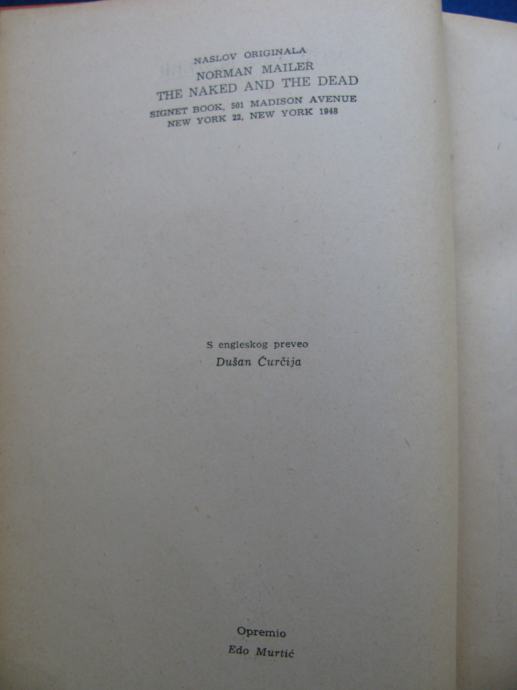 NASLOV ORIGINALA
NORMAN MAILER
THE NAKED AND THE DEAD
SIGNET BOOK, 501 MADISON AVENUE
NEW YORK 22, NEW YORK 1948
S engleskog preveo
Dušan Ćurčija
Opremio
Edo Murtić